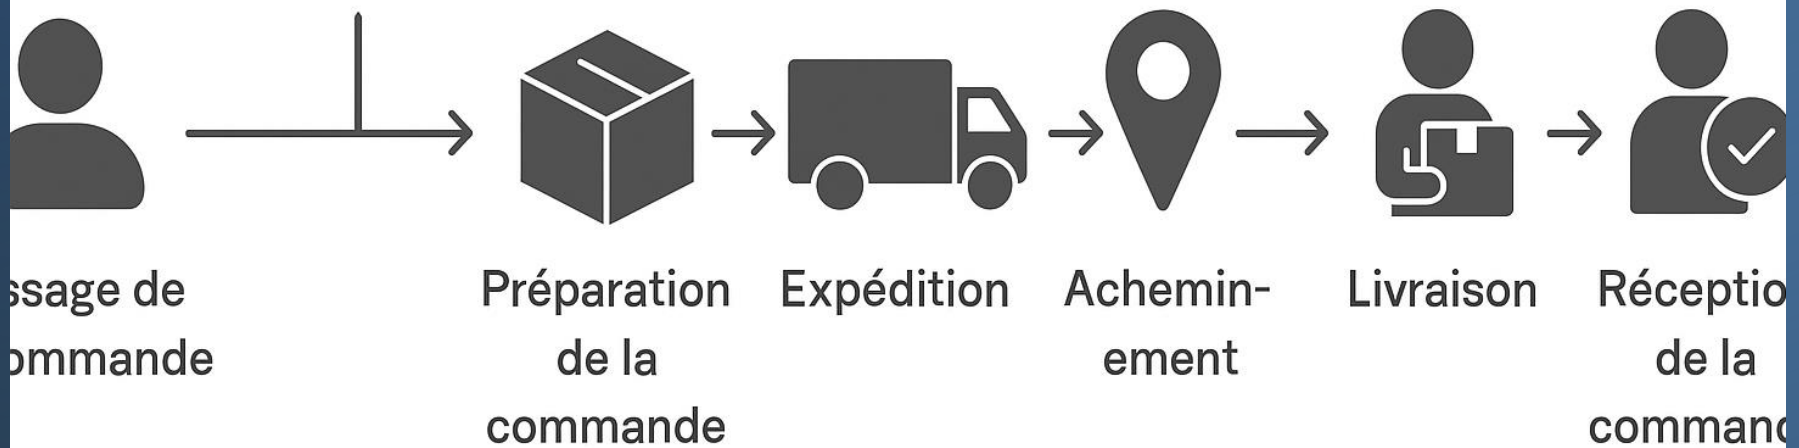 ssage de
ommande
Préparation
de la
commande
Expédition
Achemin-
ement
Livraison
Réceptio
de la
command